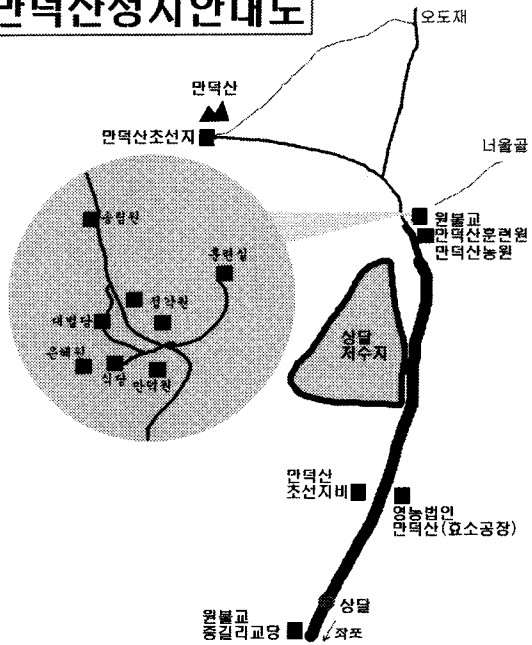 만덕산성지안내도
오도재
만덕산
만덕산초선지
너울골
원불교
만덕산훈련원
만덕산농원
승림원
훈련실
정각원
대법당
은혜원
식당
만덕원
상달
저수지
만덕산
초선지비
영농법인
만덕산(효소공장)
상달
원불교
중길리교당
좌포